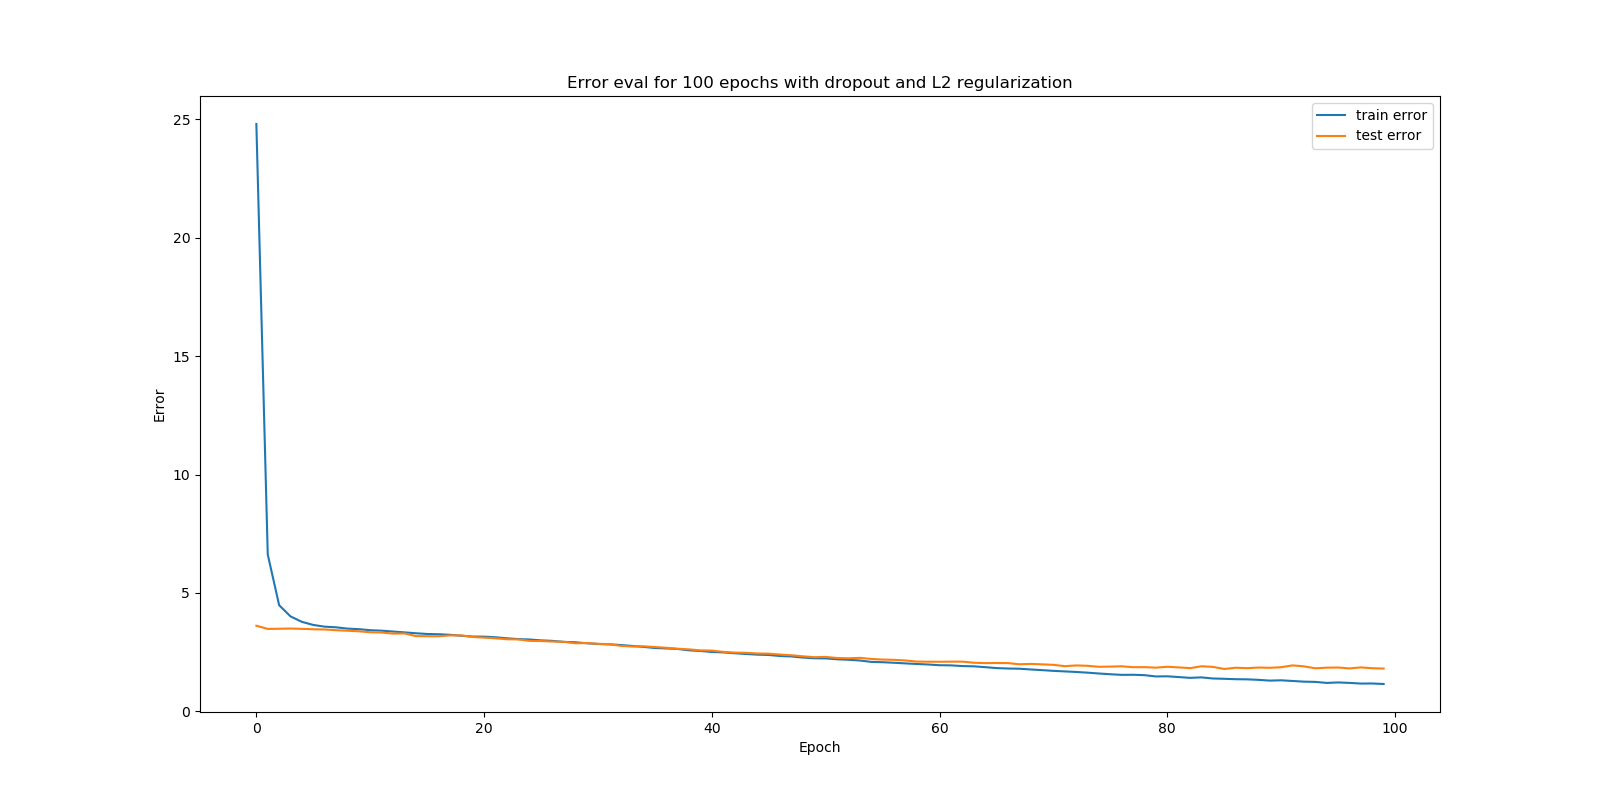 Error eval for 100 epochs with dropout and L2 regularization
train error
test error
25
20
15
10
5
0
Error
0 20 40 60 80 100
Epoch